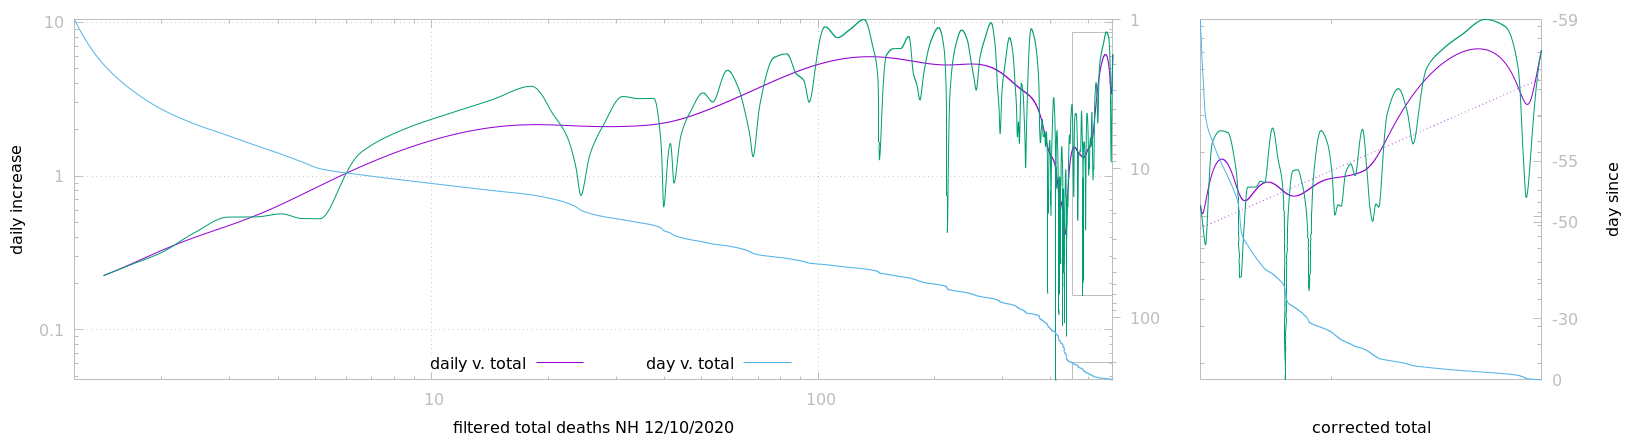 10
1
0.1
daily increase
10
100
filtered total deaths NH 12/10/2020
daily v. total
day v. total
1
10
100
-59
-55
-50
-30
0
day since
corrected total